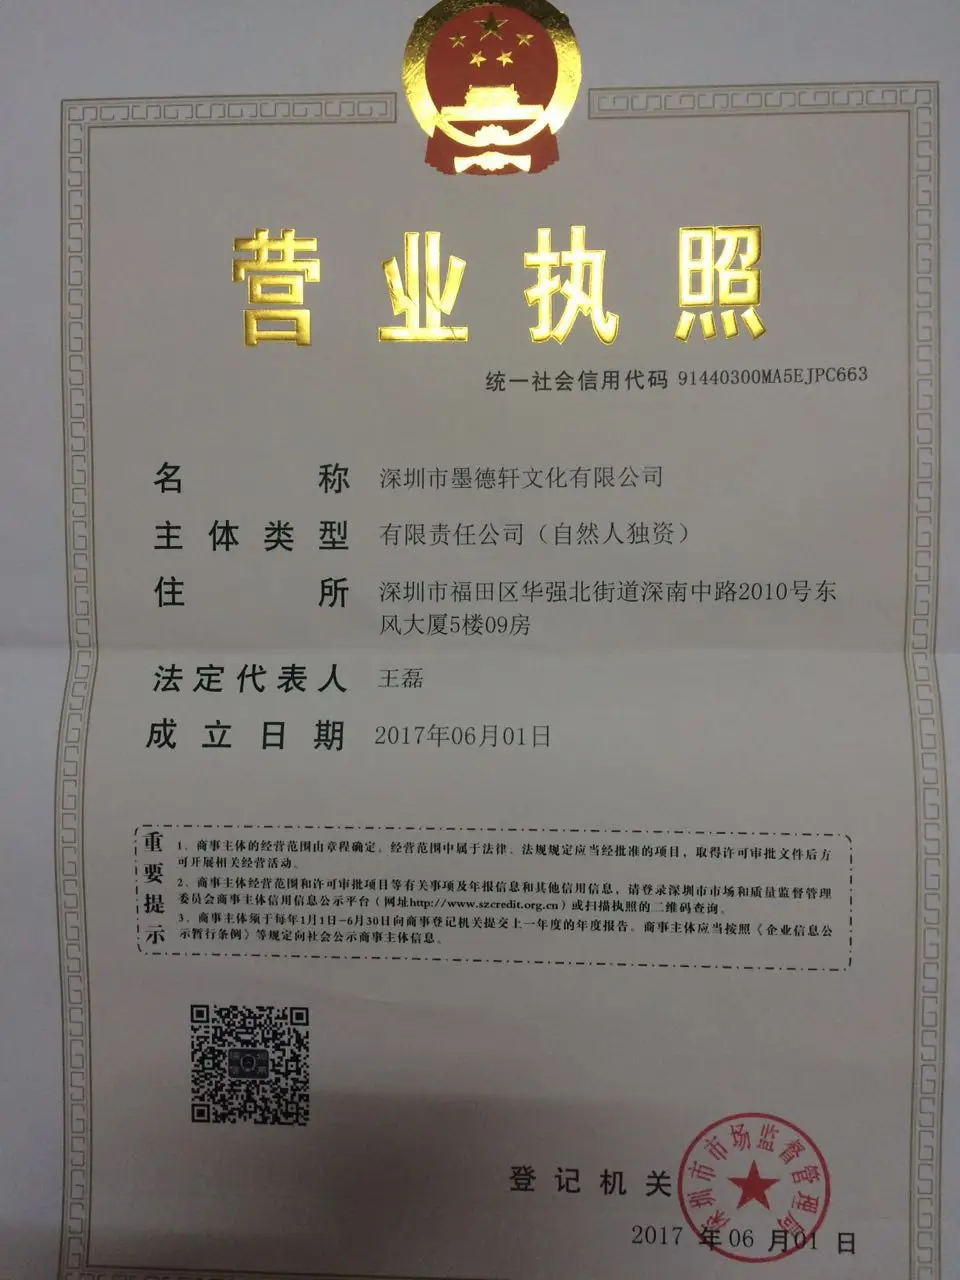 营业执照
统一社会信用代码 91440300MA5EJPC663
名称 深圳市墨德轩文化有限公司
主体类型 有限责任公司（自然人独资）
住所 深圳市福田区华强北街道深南中路2010号东
风大厦5楼09房
法定代表人 王磊
成立日期 2017年06月01日
重要提示
1、商事主体的经营范围由章程确定。经营范围中属于法律、法规规定应当经批准的项目，取得许可审批文件后方
可开展相关经营活动。
2、商事主体经营范围和许可审批项目等有关事项及年报信息和其他信用信息，请登录深圳市市场和质量监督管理
委员会商事主体信用信息公示平台（网址http://www.szcredit.org.cn）或扫描执照的二维码查询。
3、商事主体须于每年1月1日-6月30日向商事登记机关提交上一年度的年度报告。商事主体应当按照《企业信息公
示暂行条例》等规定向社会公示商事主体信息。
登记机关
深圳市市场监督管理局
2017 年 06 月 01 日